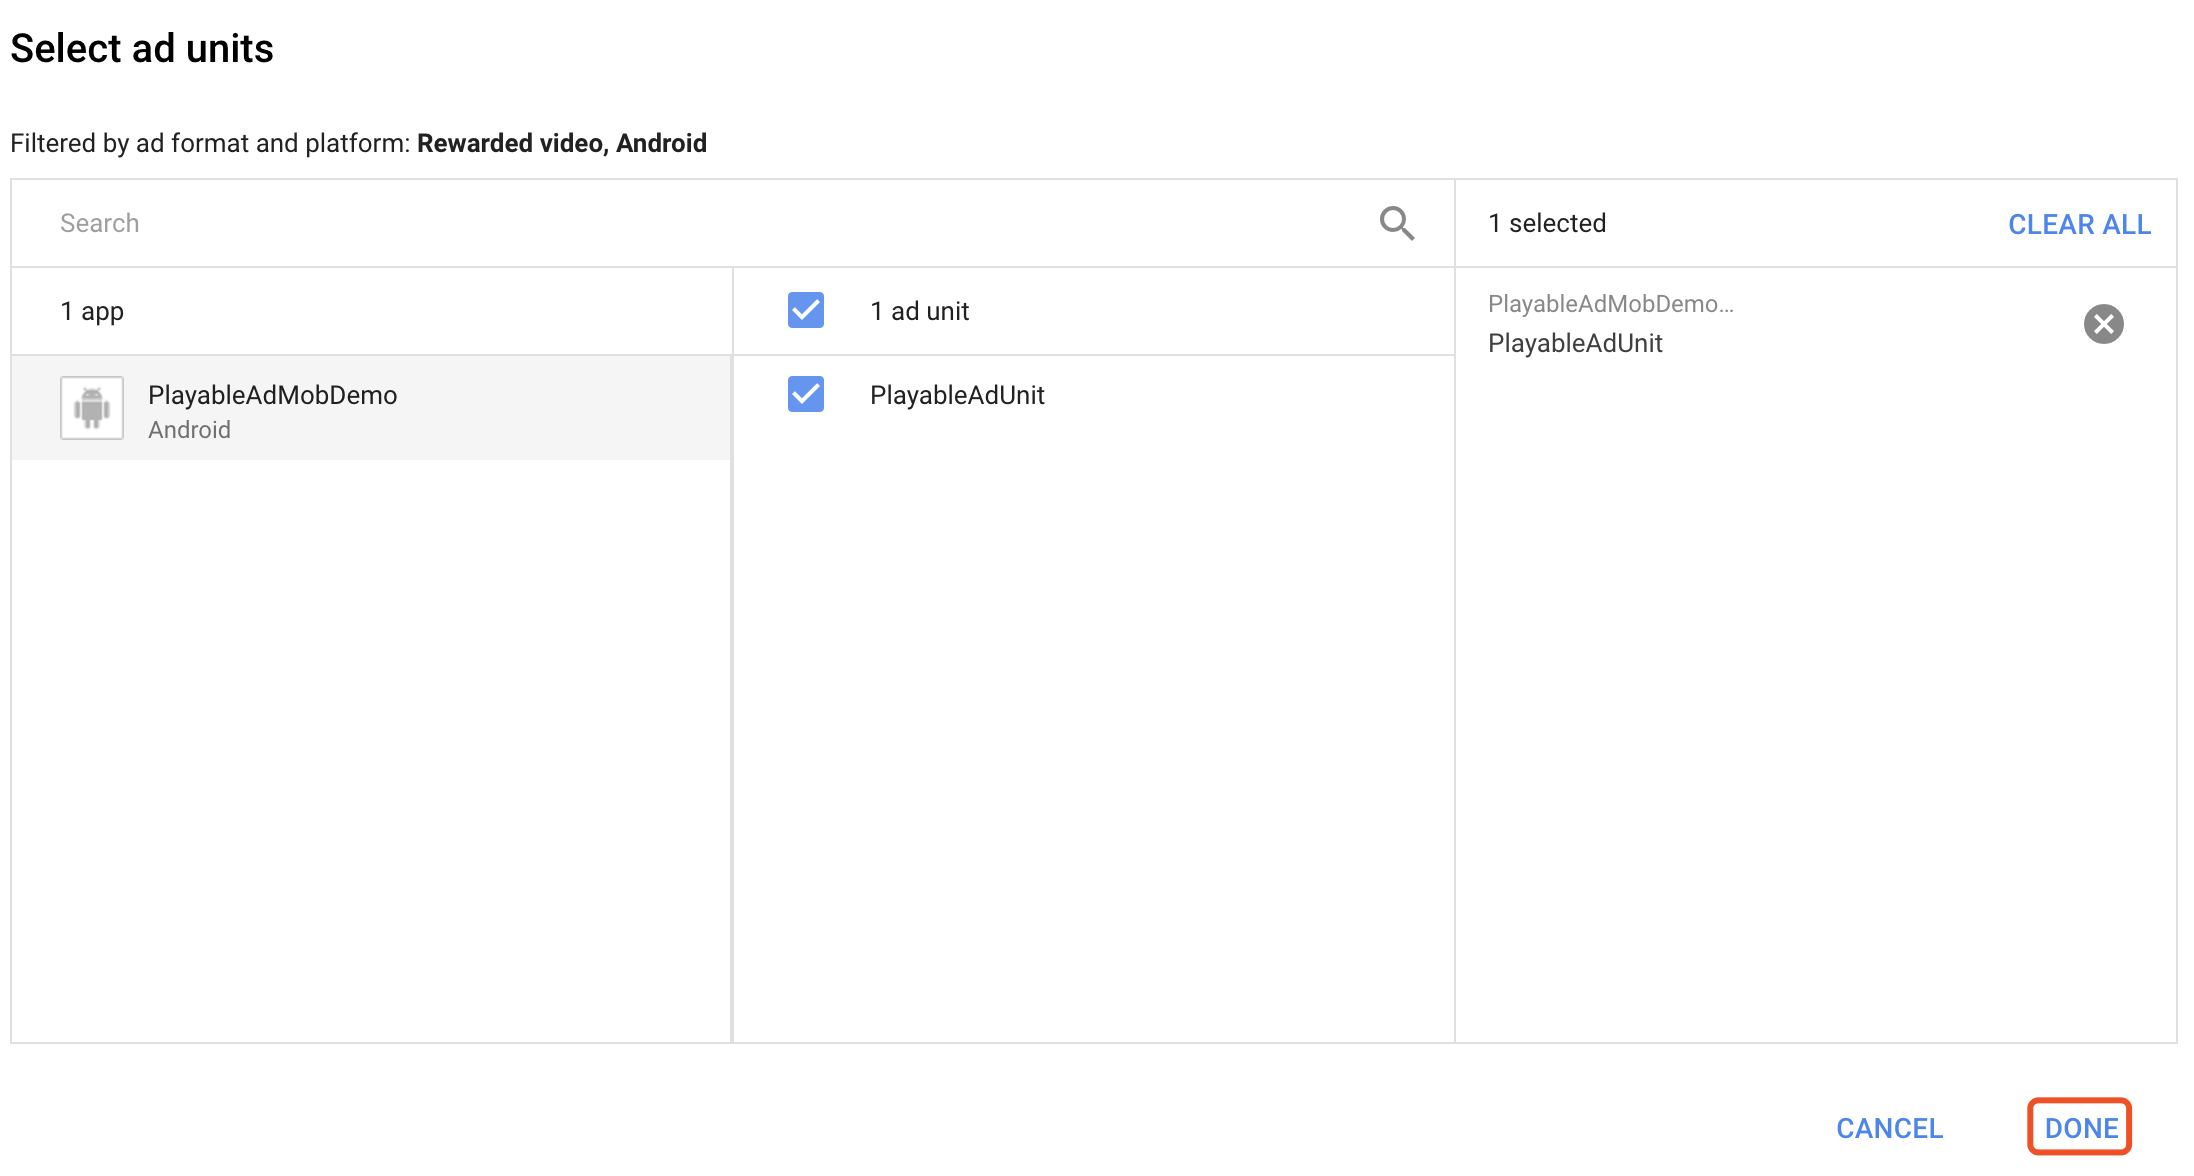 Select ad units
Filtered by ad format and platform: Rewarded video, Android
Search
1 selected
CLEAR ALL
1 app
1 ad unit
PlayableAdMobDemo...
PlayableAdUnit
PlayableAdMobDemo
Android
PlayableAdUnit
CANCEL
DONE